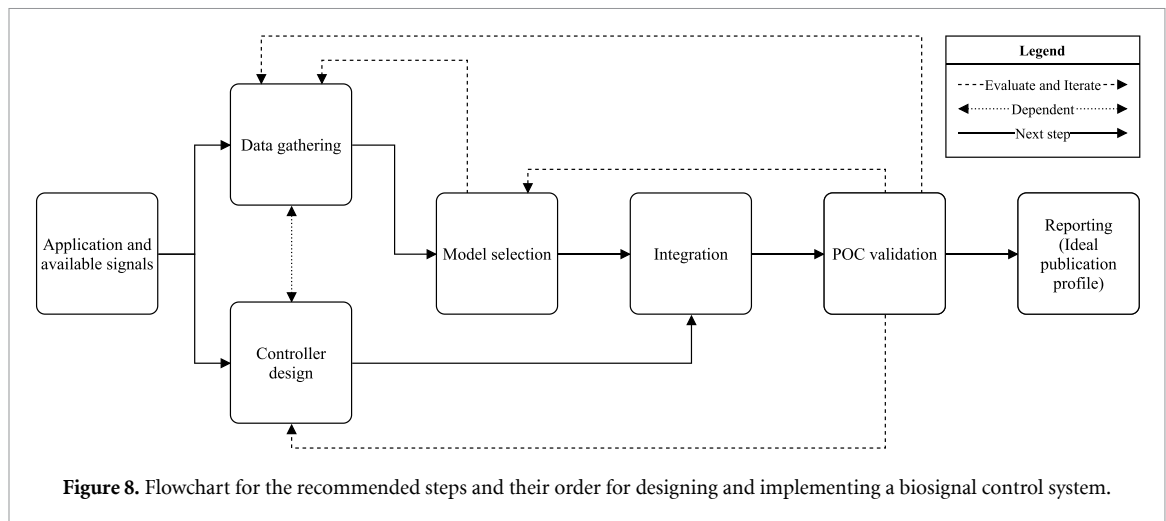 Legend
Evaluate and Iterate
Dependent
Next step
Data gathering
Application and
available signals
Model selection
Integration
POC validation
Reporting
(Ideal
publication
profile)
Controller
design
Figure 8. Flowchart for the recommended steps and their order for designing and implementing a biosignal control system.